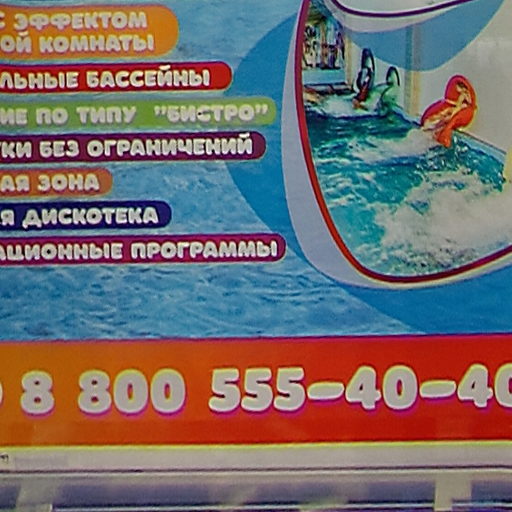 С ЭФФЕКТОМ
ОЙ КОМНАТЫ
ЛЬНЫЕ БАССЕЙНЫ
ИЕ ПО ТИПУ "БИСТРО"
КИ БЕЗ ОГРАНИЧЕНИЙ
АЯ ЗОНА
Я ДИСКОТЕКА
АЦИОННЫЕ ПРОГРАММЫ
8 800 555-40-40